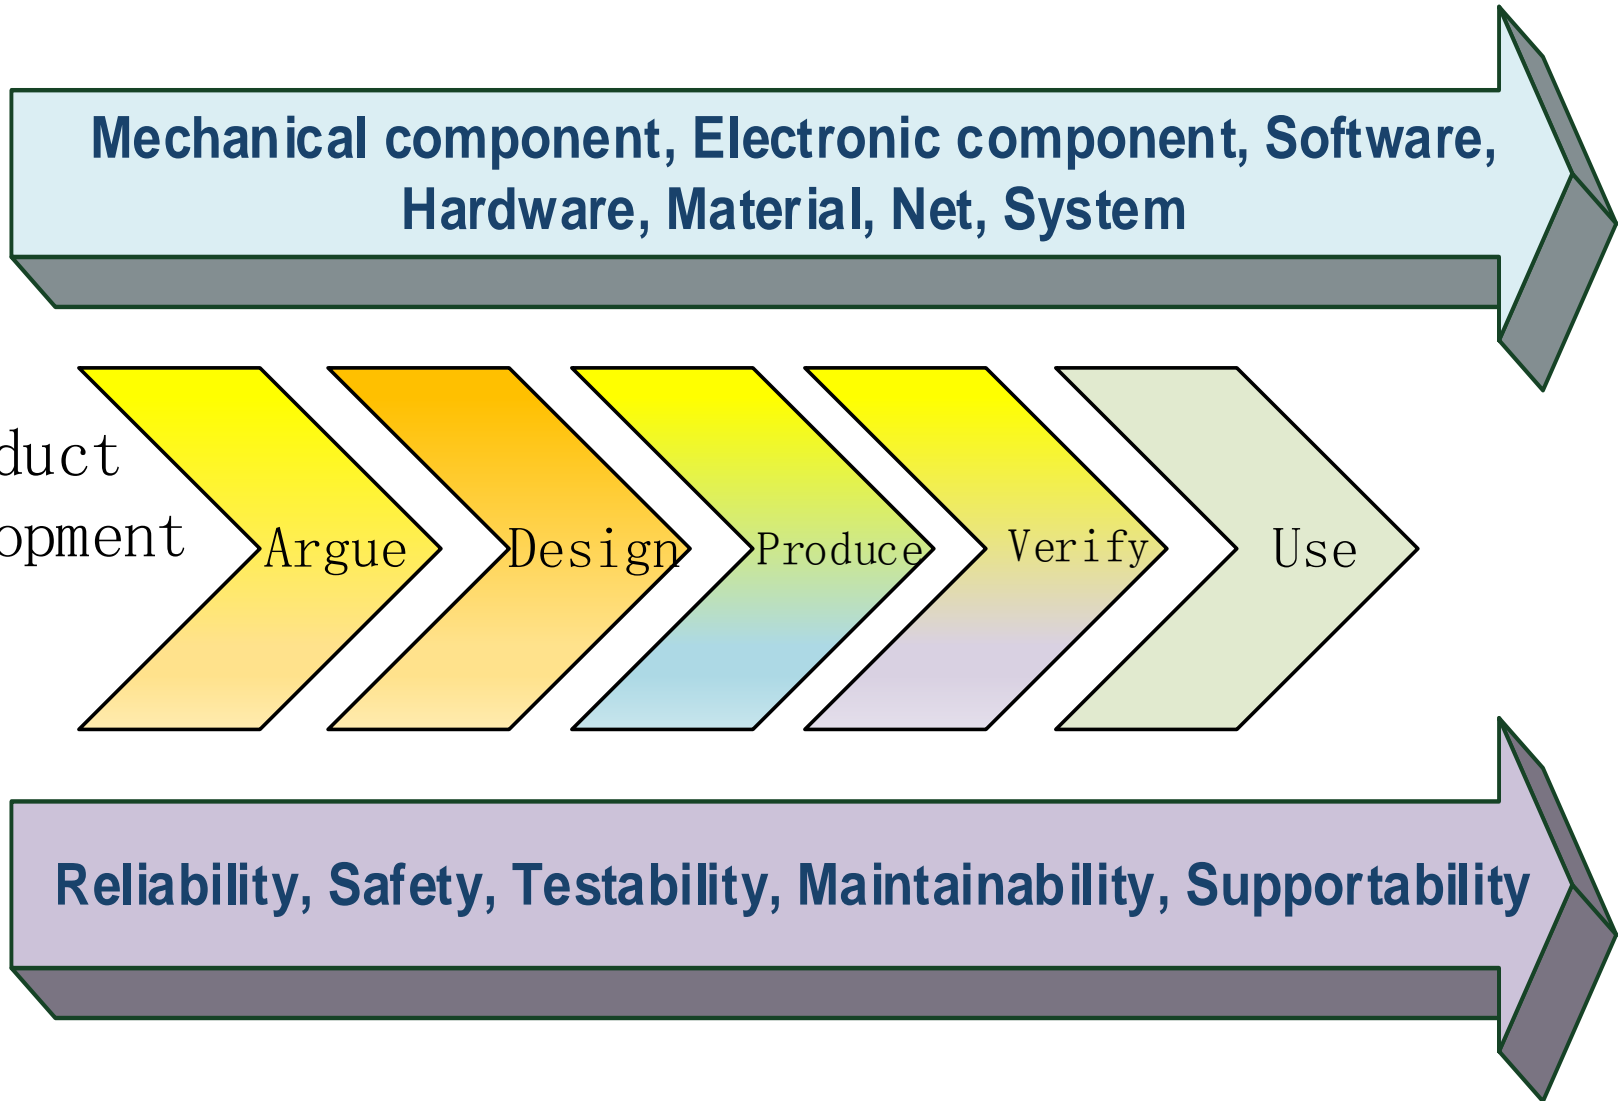 Mechanical component, Electronic component, Software,
Hardware, Material, Net, System
duct
opment
Argue
Design
Produce
Verify
Use
Reliability, Safety, Testability, Maintainability, Supportability